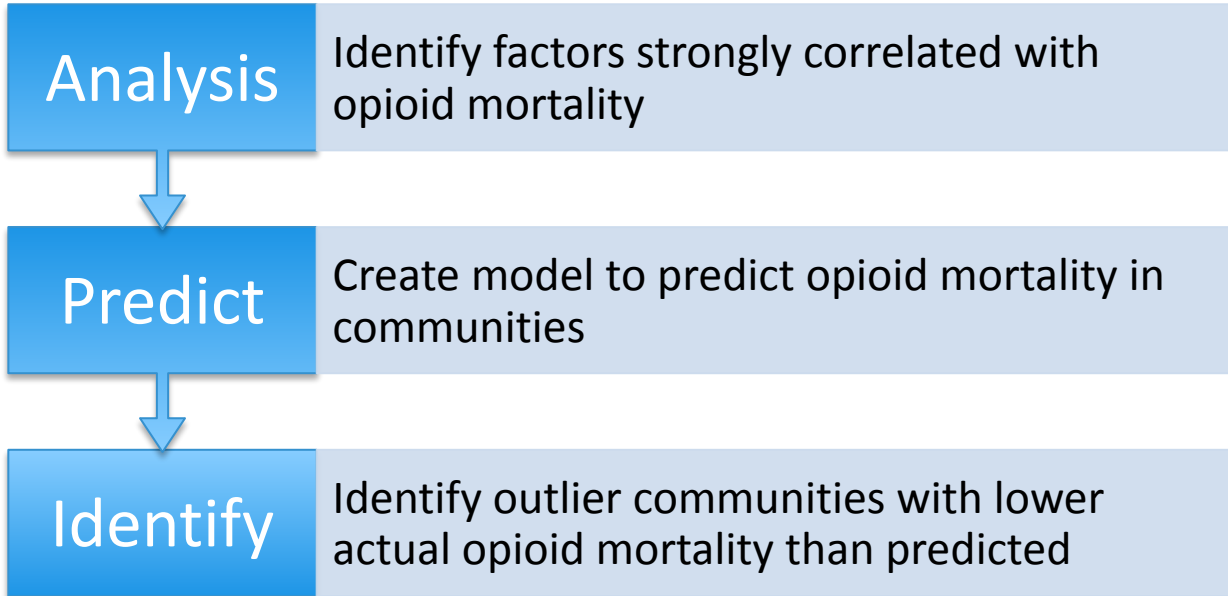 Analysis
Identify factors strongly correlated with
opioid mortality
Predict
Create model to predict opioid mortality in
communities
Identify
Identify outlier communities with lower
actual opioid mortality than predicted